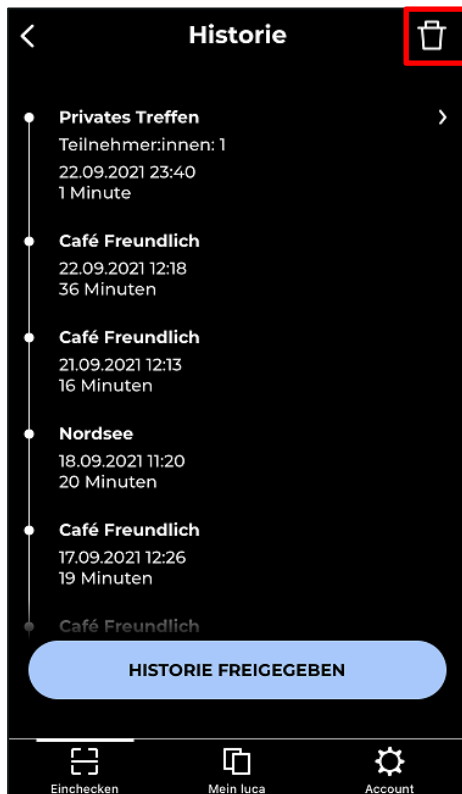 Historie
Privates Treffen
Teilnehmer:innen: 1
22.09.2021 23:40
1 Minute
Café Freundlich
22.09.2021 12:18
36 Minuten
Café Freundlich
21.09.2021 12:13
16 Minuten
Nordsee
18.09.2021 11:20
20 Minuten
Café Freundlich
17.09.2021 12:26
19 Minuten
Café Freundlich
HISTORIE FREIGEGEBEN
Einchecken
Mein luca
Account